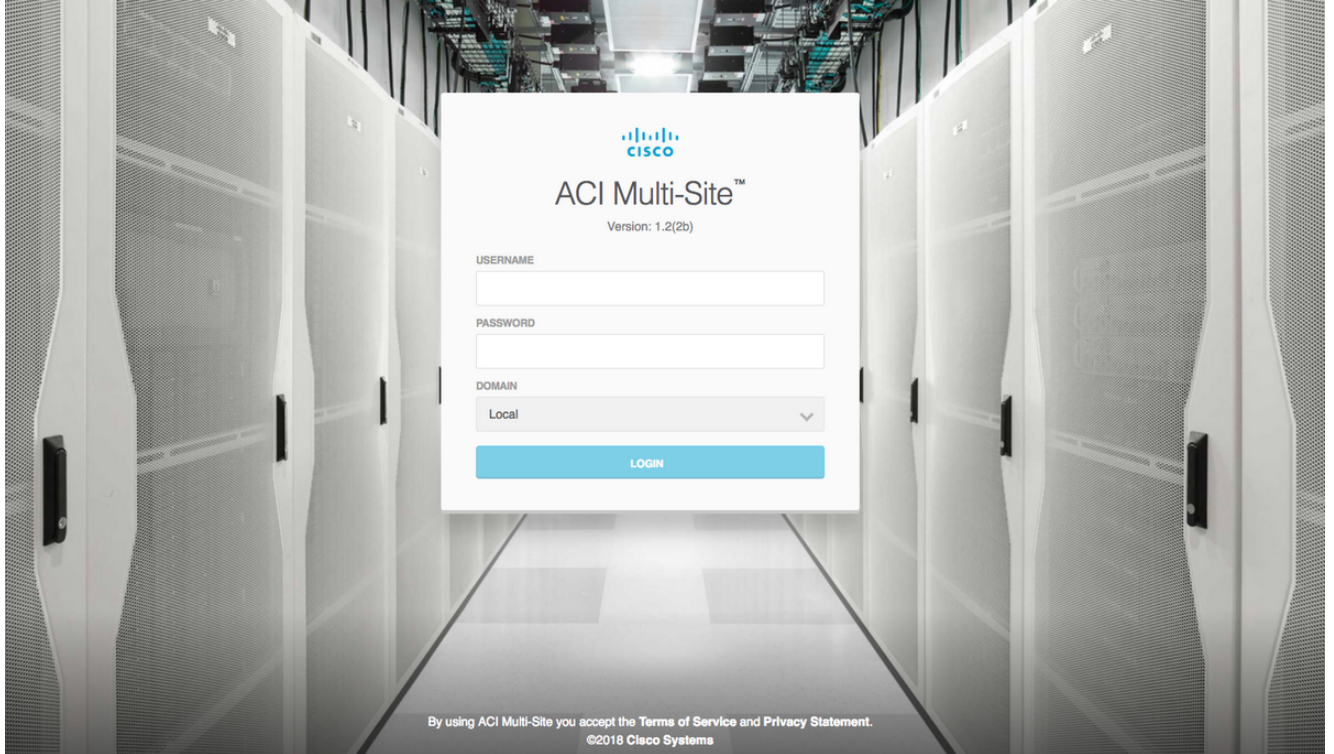 CISCO
ACI Multi-Site™
Version: 1.2(2b)
USERNAME
PASSWORD
DOMAIN
Local
LOGIN
By using ACI Multi-Site you accept the Terms of Service and Privacy Statement.
©2018 Cisco Systems